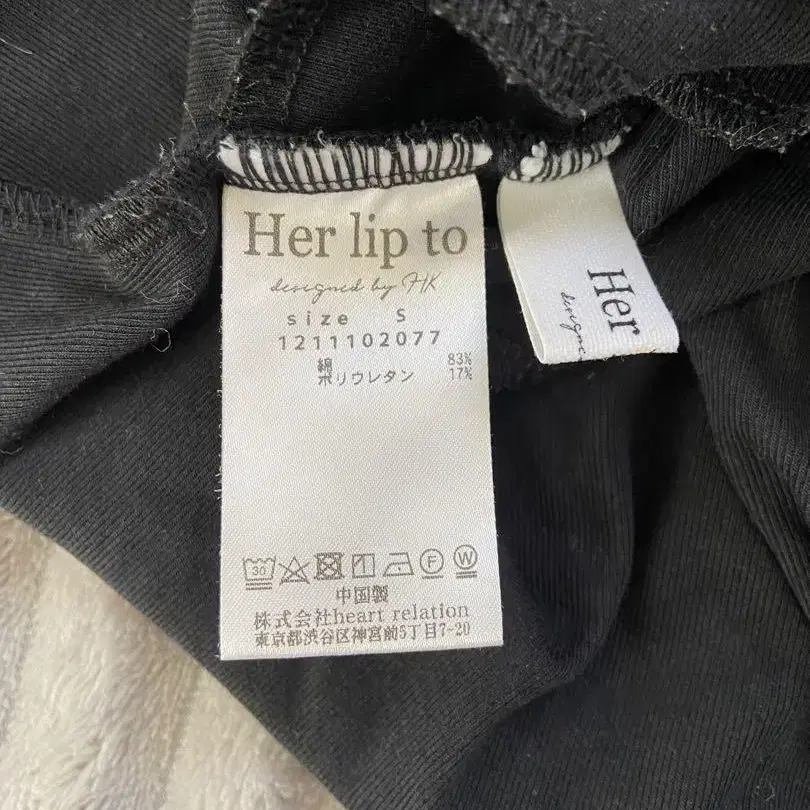 Her lip to
designed by HK
size S
1211102077
綿 83%
ポリウレタン 17%
30 F W
中国製
株式会社heart relation
東京都渋谷区神宮前5丁目7-20
Her
designe